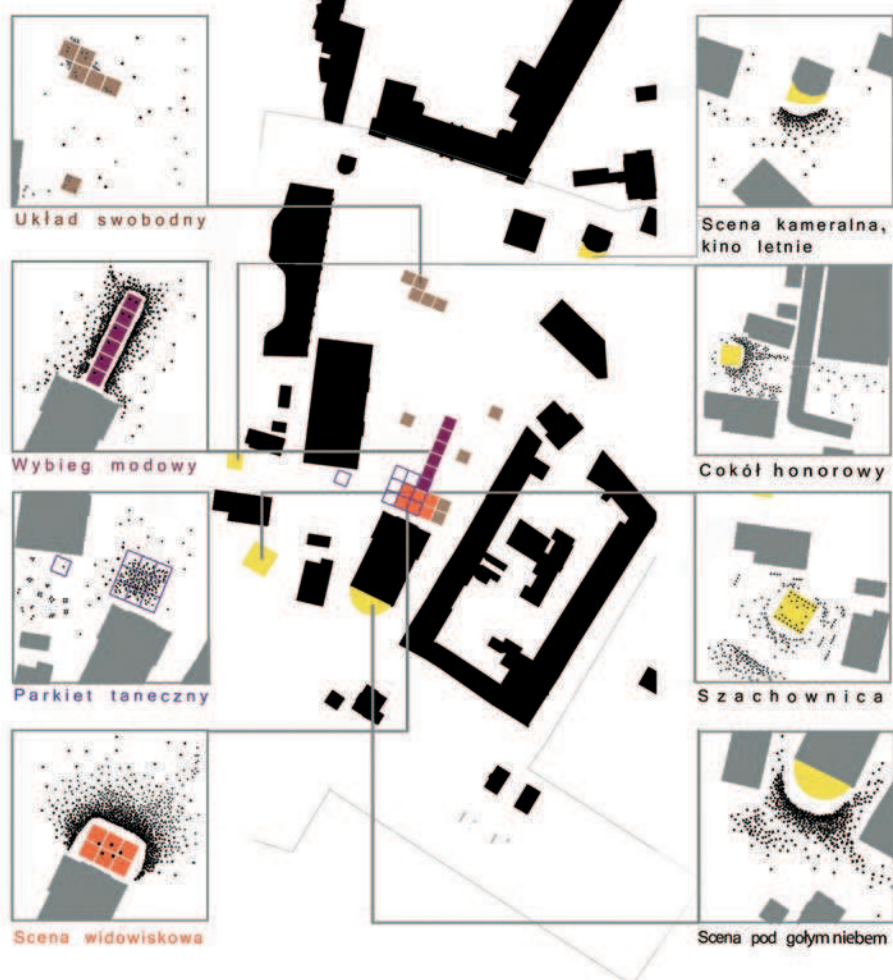 Układ swobodny
Scena kameralna,
kino letnie
Wybieg modowy
Cokół honorowy
Parkiet taneczny
Szachownica
Scena widowiskowa
Scena pod gołym niebem